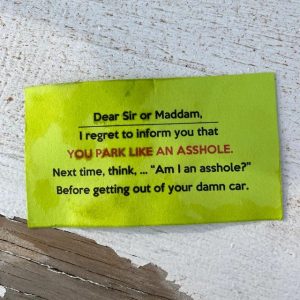 Dear Sir or Maddam,
I regret to inform you that
YOU PARK LIKE AN ASSHOLE.
Next time, think, ... "Am I an asshole?"
Before getting out of your damn car.